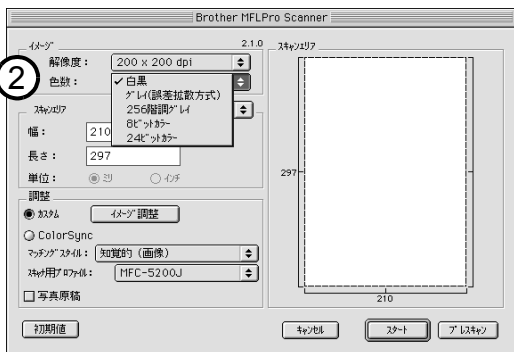 Brother MFLPro Scanner
イメージ 2.1.0
解像度： 200 x 200 dpi
② 色数： ✓白黒
グレイ(誤差拡散方式)
256階調グレイ
8ビットカラー
24ビットカラー
スキャンエリア
幅： 210
長さ： 297
単位： ミリ インチ
調整
カスタム イメージ調整
ColorSync
マッチングスタイル： 知覚的（画像）
スキャナ用プロファイル： MFC-5200J
写真原稿
初期値
スキャンエリア
297
210
キャンセル スタート プレスキャン